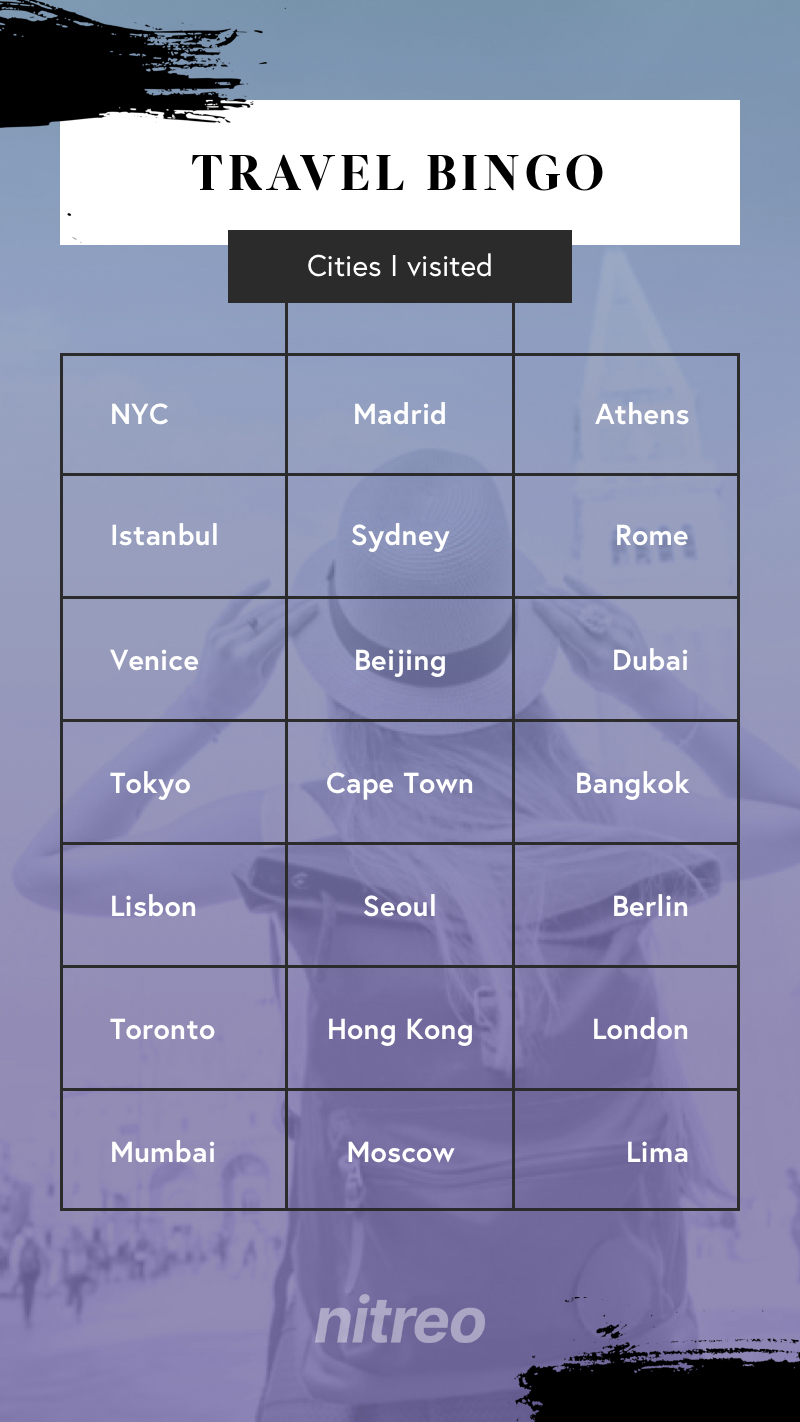 TRAVEL BINGO
Cities I visited
NYC Madrid Athens
Istanbul Sydney Rome
Venice Beijing Dubai
Tokyo Cape Town Bangkok
Lisbon Seoul Berlin
Toronto Hong Kong London
Mumbai Moscow Lima
nitreo